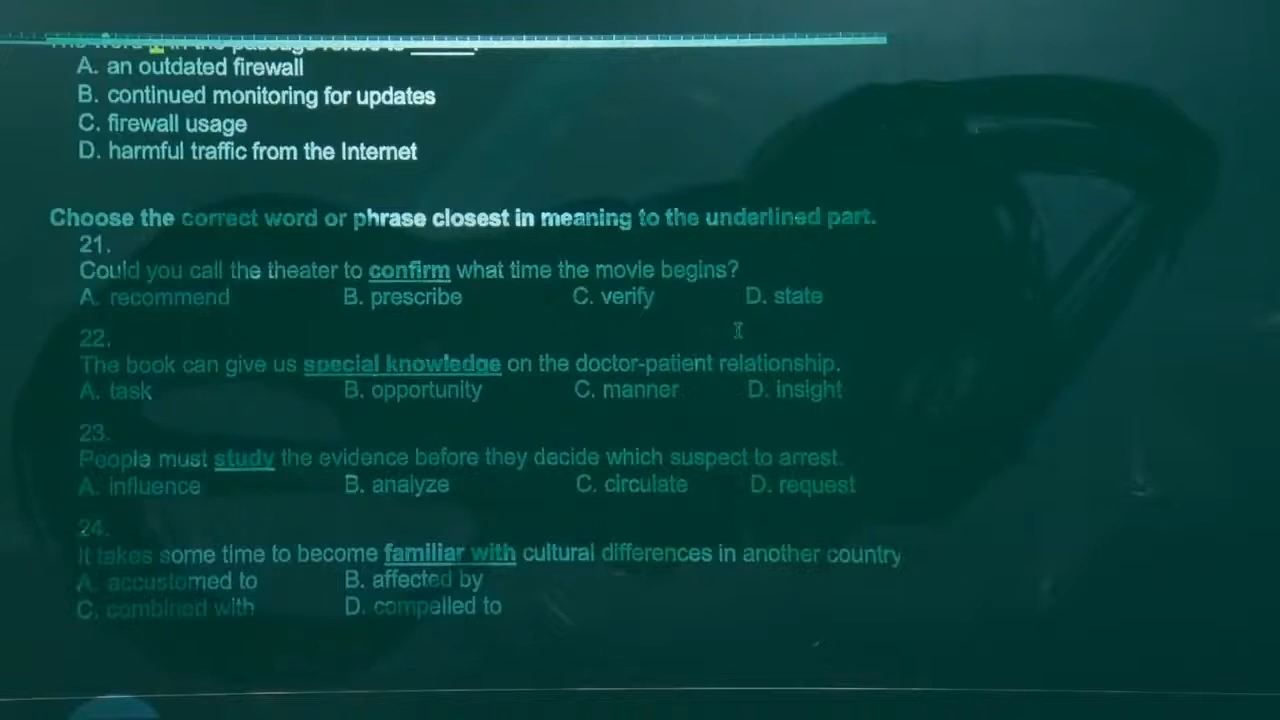 A. an outdated firewall
B. continued monitoring for updates
C. firewall usage
D. harmful traffic from the Internet
Choose the correct word or phrase closest in meaning to the underlined part.
21.
Could you call the theater to confirm what time the movie begins?
A. recommend B. prescribe C. verify D. state
22.
The book can give us special knowledge on the doctor-patient relationship.
A. task B. opportunity C. manner D. insight
23.
People must study the evidence before they decide which suspect to arrest.
A. influence B. analyze C. circulate D. request
24.
It takes some time to become familiar with cultural differences in another country
A. accustomed to B. affected by
C. combined with D. compelled to